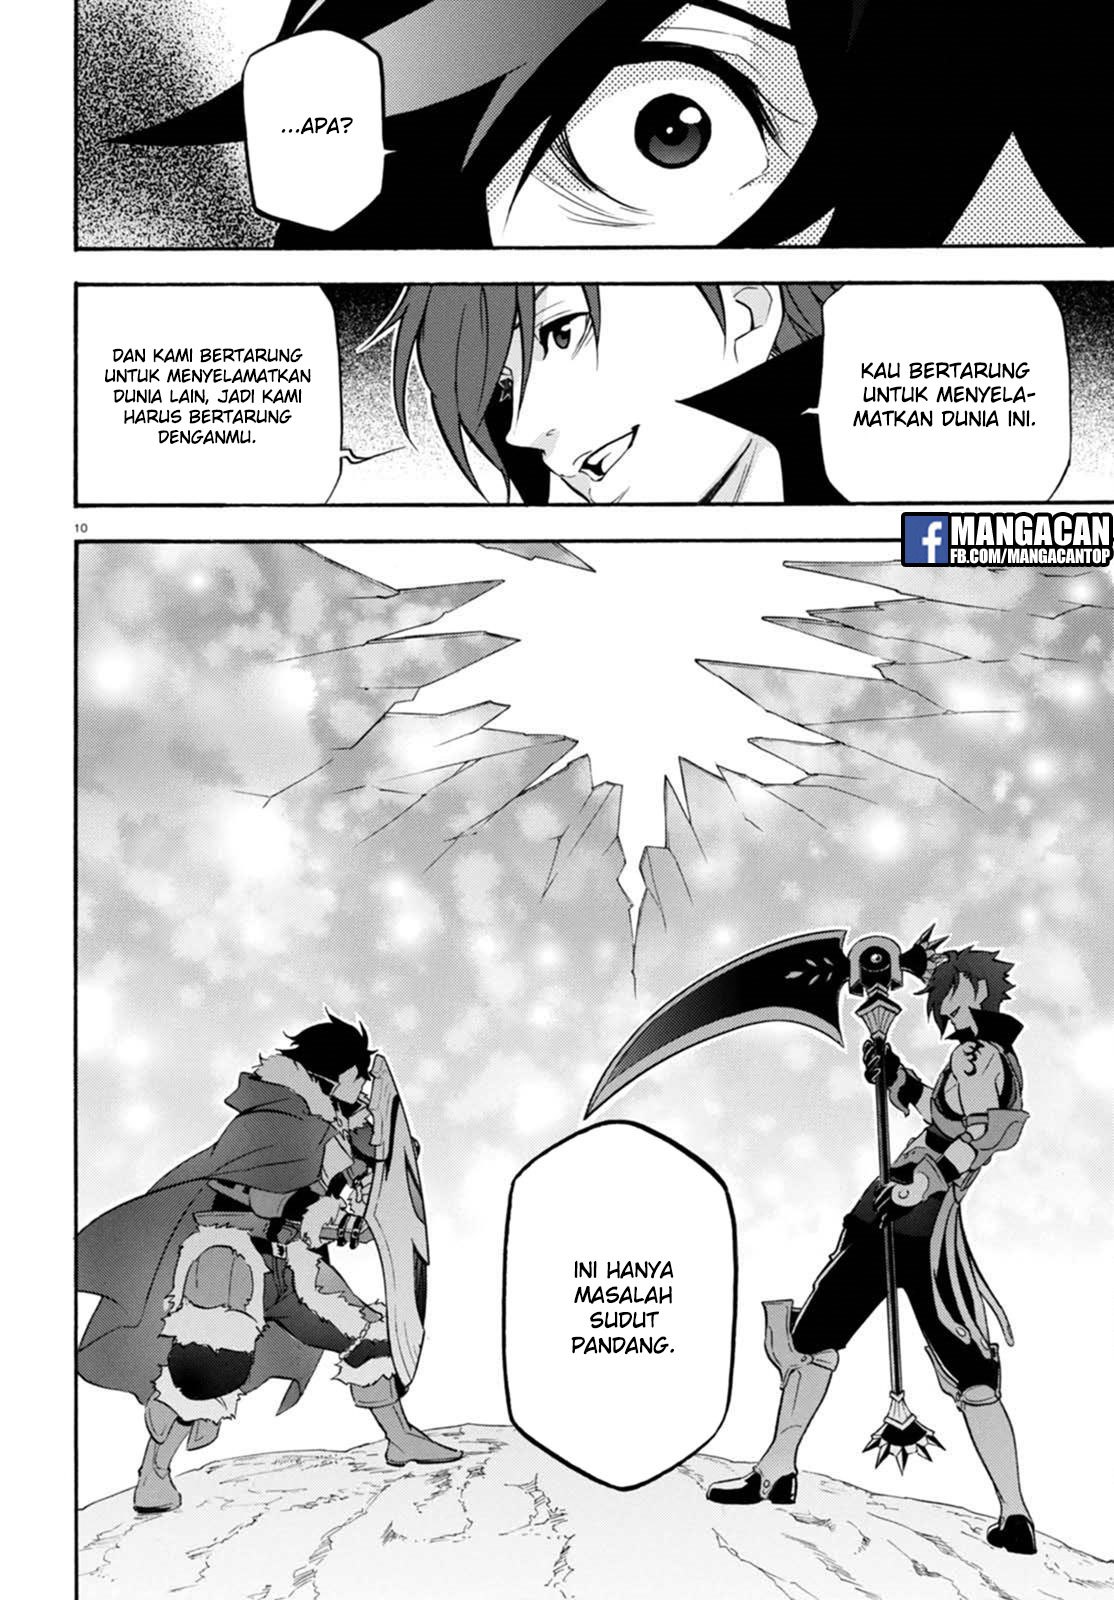 ...APA?
KAU BERTARUNG
UNTUK MENYELA-
MATKAN DUNIA INI.
DAN KAMI BERTARUNG
UNTUK MENYELAMATKAN
DUNIA LAIN, JADI KAMI
HARUS BERTARUNG
DENGANMU.
10
f MANGACAN
FB.COM/MANGACANTOP
INI HANYA
MASALAH
SUDUT
PANDANG.